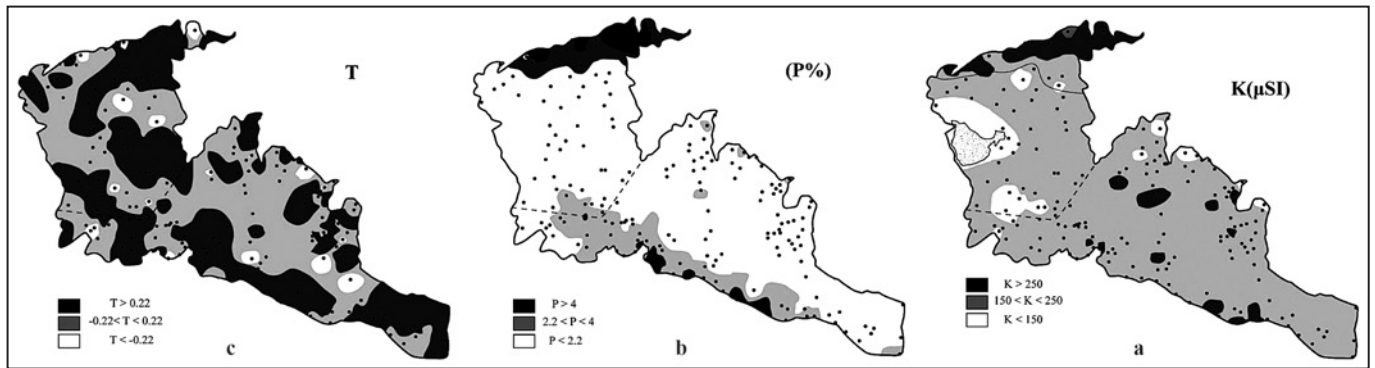 T
T > 0.22
-0.22< T < 0.22
T < -0.22
c
(P%)
P > 4
2.2 < P < 4
P < 2.2
b
K(μSI)
K > 250
150 < K < 250
K < 150
a